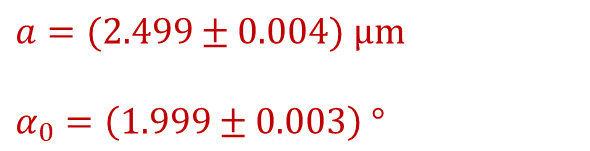 a = (2.499 ± 0.004) μm
α₀ = (1.999 ± 0.003) °